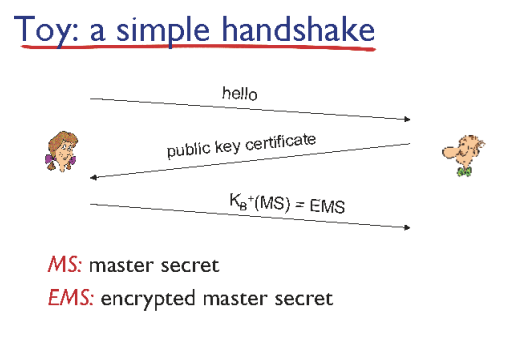 Toy: a simple handshake
hello
public key certificate
K_B⁺(MS) = EMS
MS: master secret
EMS: encrypted master secret